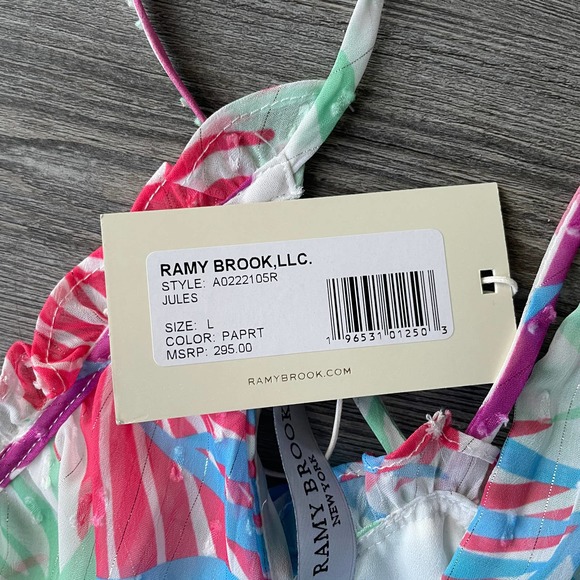 RAMY BROOK,LLC.
STYLE: A0222105R
JULES
SIZE: L
COLOR: PAPRT
MSRP: 295.00
1 96531 01250 3
RAMYBROOK.COM
RAMY BROOK
NEW YORK